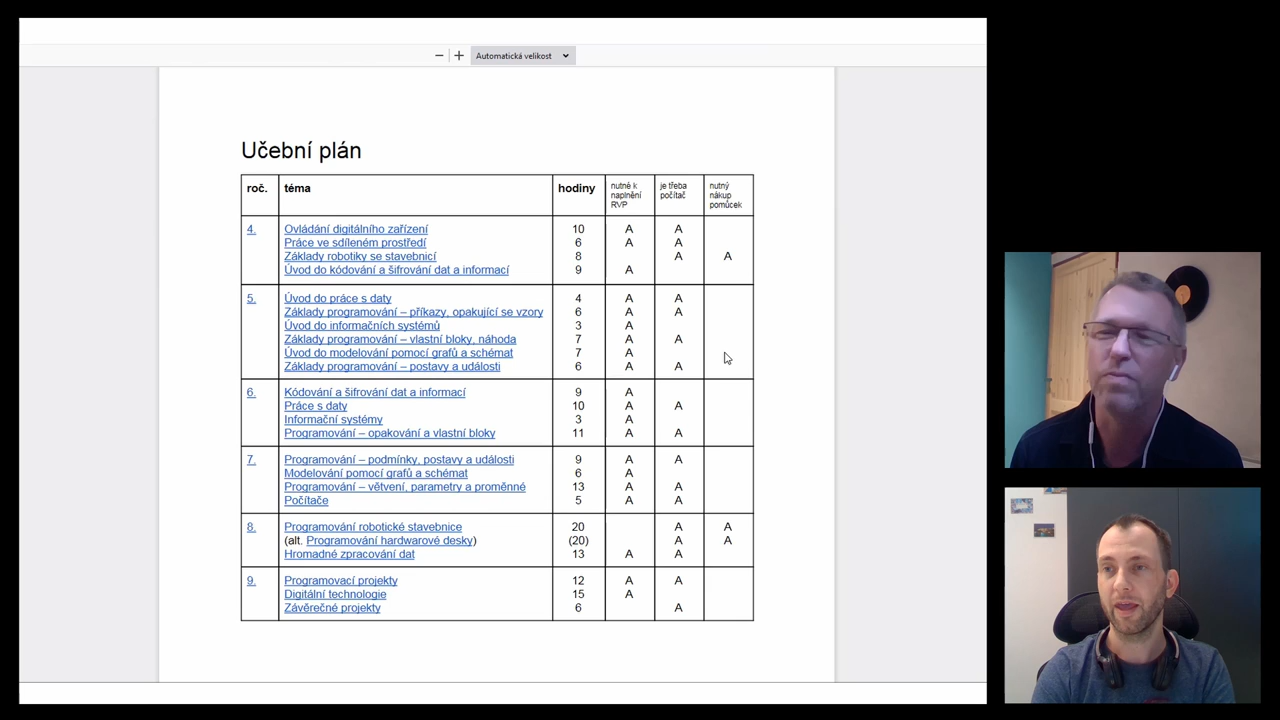 Automatická velikost
Učební plán
roč. téma hodiny nutné k naplnění RVP je třeba počítač nutný nákup pomůcek
4. Ovládání digitálního zařízení 10 A A
Práce ve sdíleném prostředí 6 A A
Základy robotiky se stavebnicí 8 A A
Úvod do kódování a šifrování dat a informací 9 A
5. Úvod do práce s daty 4 A A
Základy programování – příkazy, opakující se vzory 6 A A
Úvod do informačních systémů 3 A
Základy programování – vlastní bloky, náhoda 7 A A
Úvod do modelování pomocí grafů a schémat 7 A
Základy programování – postavy a události 6 A A
6. Kódování a šifrování dat a informací 9 A
Práce s daty 10 A A
Informační systémy 3 A
Programování – opakování a vlastní bloky 11 A A
7. Programování – podmínky, postavy a události 9 A A
Modelování pomocí grafů a schémat 6 A
Programování – větvení, parametry a proměnné 13 A A
Počítače 5 A A
8. Programování robotické stavebnice 20 A A
(alt. Programování hardwarové desky) (20) A A
Hromadné zpracování dat 13 A A
9. Programovací projekty 12 A A
Digitální technologie 15 A
Závěrečné projekty 6 A